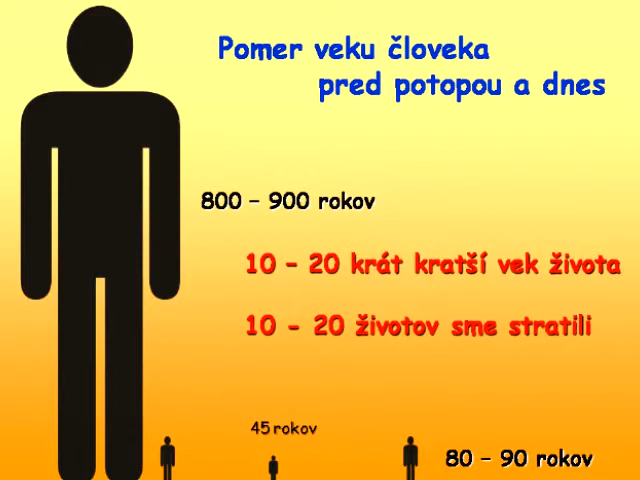 Pomer veku človeka
pred potopou a dnes
800 – 900 rokov
10 – 20 krát kratší vek života
10 - 20 životov sme stratili
45 rokov
80 – 90 rokov